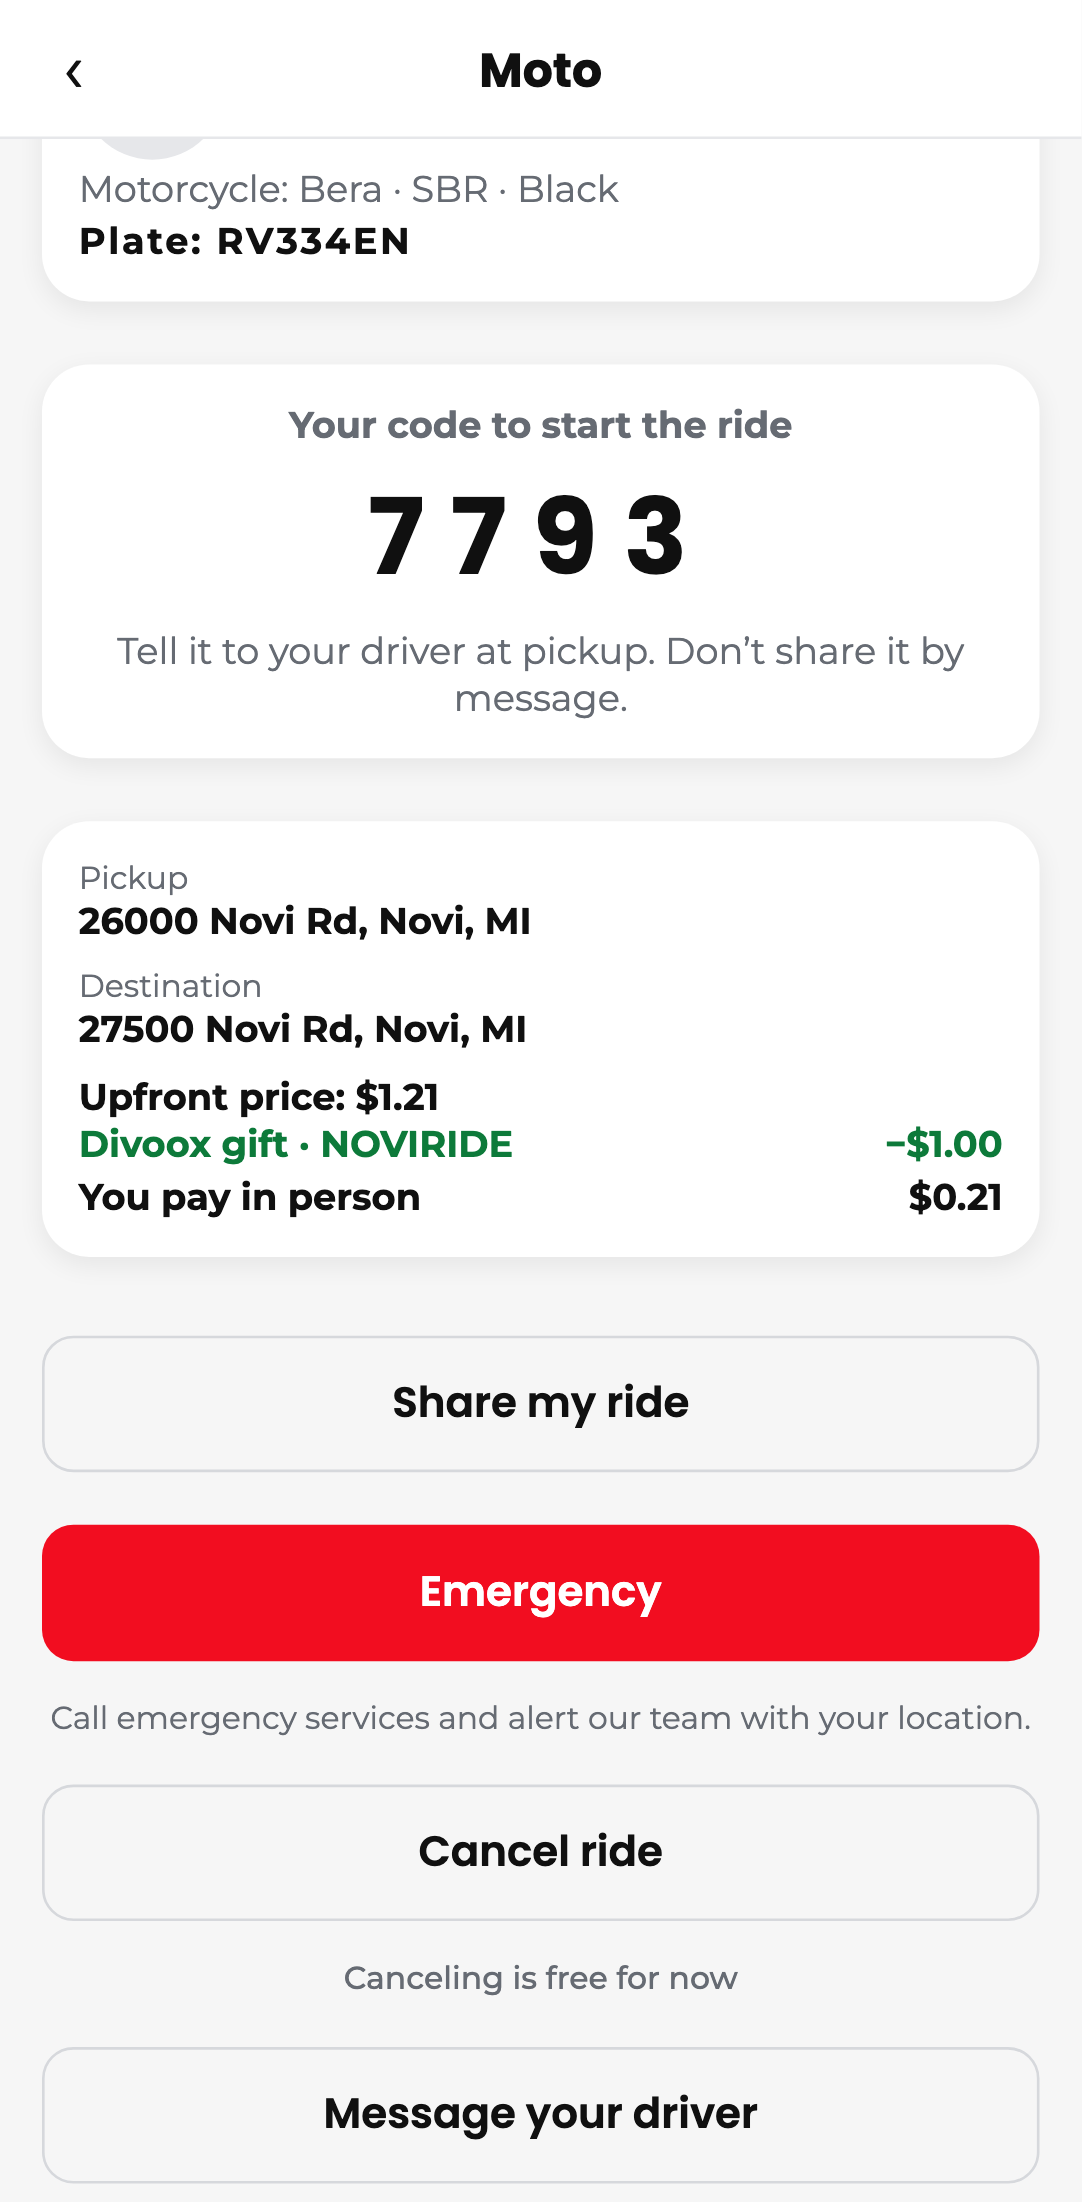 Moto
Motorcycle: Bera · SBR · Black
Plate: RV334EN
Your code to start the ride
7793
Tell it to your driver at pickup. Don’t share it by
message.
Pickup
26000 Novi Rd, Novi, MI
Destination
27500 Novi Rd, Novi, MI
Upfront price: $1.21
Divoox gift · NOVIRIDE −$1.00
You pay in person $0.21
Share my ride
Emergency
Call emergency services and alert our team with your location.
Cancel ride
Canceling is free for now
Message your driver